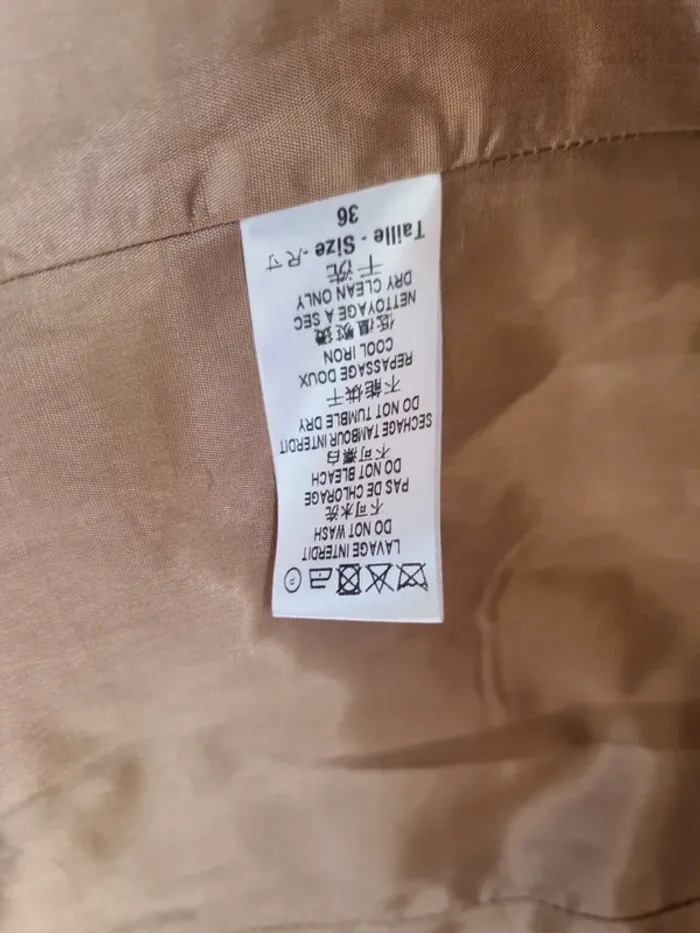 P
LAVAGE INTERDIT
DO NOT WASH
不可水洗
PAS DE CHLORAGE
DO NOT BLEACH
不可漂白
SECHAGE TAMBOUR INTERDIT
DO NOT TUMBLE DRY
不能烘干
REPASSAGE DOUX
COOL IRON
低温熨烫
NETTOYAGE A SEC
DRY CLEAN ONLY
干洗
Taille - Size - 尺寸
36